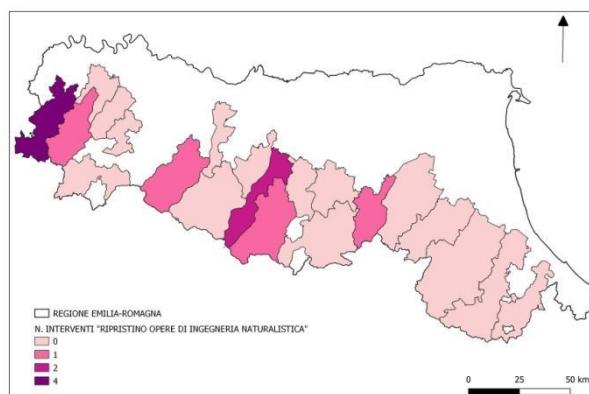 REGIONE EMILIA-ROMAGNA
N. INTERVENTI "RIPRISTINO OPERE DI INGEGNERIA NATURALISTICA"
0
1
2
4
0 25 50 km